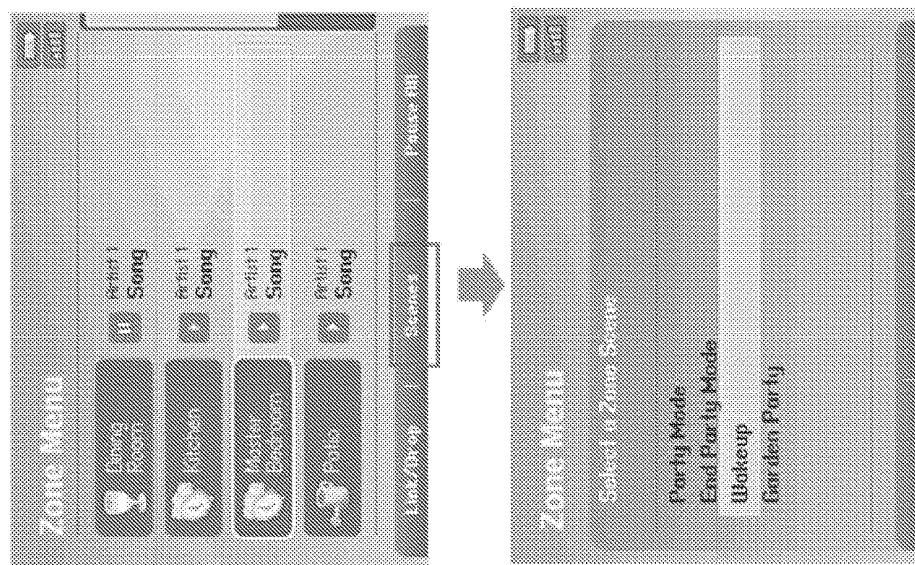 Zone Menu
Dining
Room
Artist 1
Song
Kitchen
Artist 1
Song
Master
Bedroom
Artist 1
Song
Patio
Artist 1
Song
Link/Drop
Scenes
Pause All
Zone Menu
Select a Zone Scene
Party Mode
End Party Mode
Wakeup
Garden Party